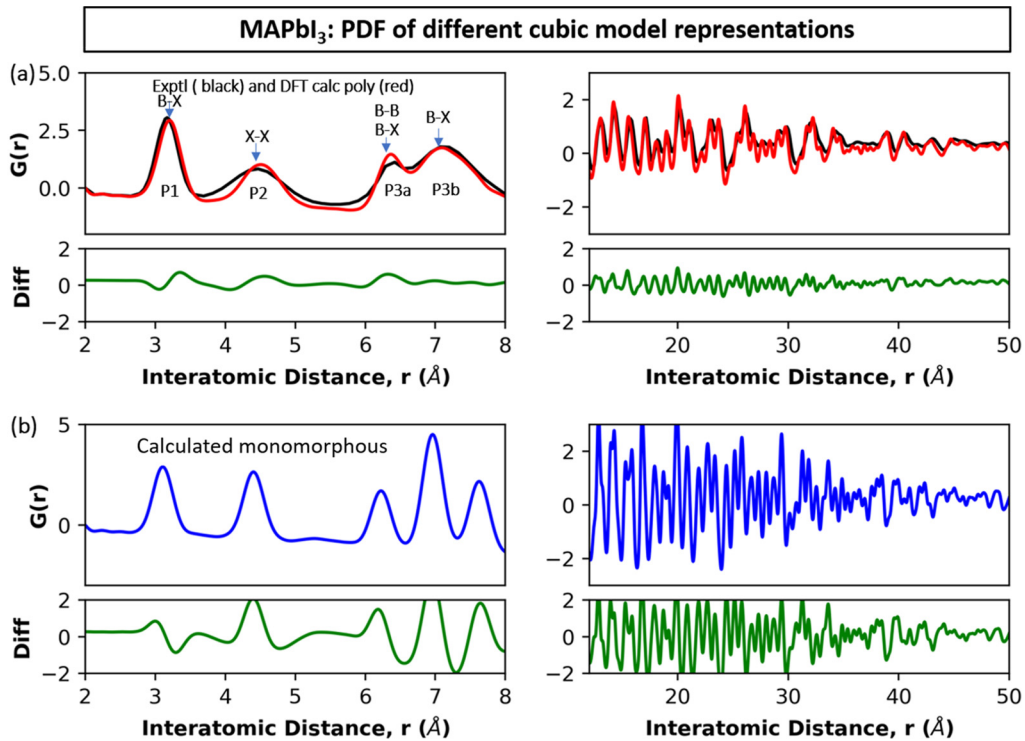 MAPbI₃: PDF of different cubic model representations
(a)
5.0
2.5
0.0
G(r)
Exptl ( black) and DFT calc poly (red)
B-X
X-X
B-B
B-X
B-X
P1
P2
P3a
P3b
2
0
−2
2
0
−2
Diff
2
3
4
5
6
7
8
Interatomic Distance, r (Å)
2
0
−2
20
30
40
50
Interatomic Distance, r (Å)
(b)
5
0
G(r)
Calculated monomorphous
2
0
−2
2
0
−2
Diff
2
3
4
5
6
7
8
Interatomic Distance, r (Å)
2
0
−2
20
30
40
50
Interatomic Distance, r (Å)